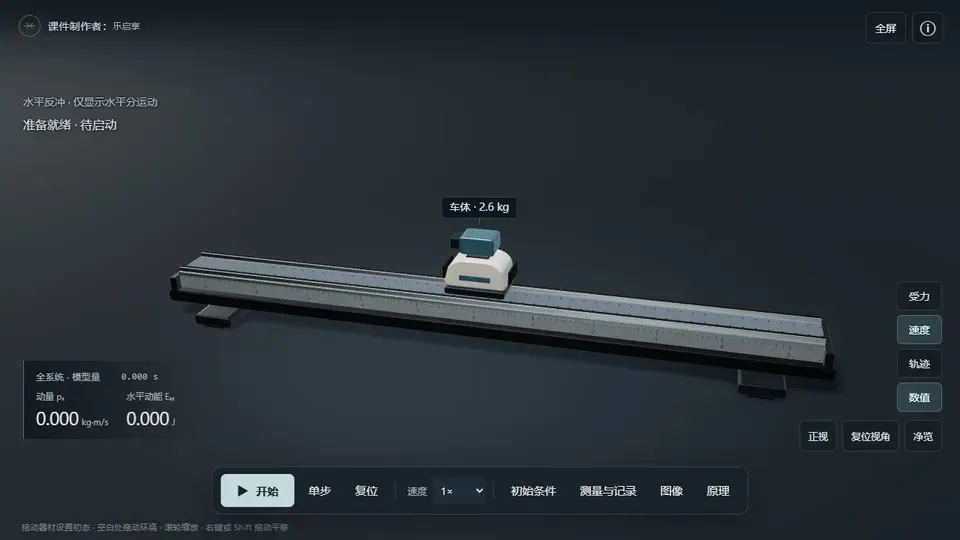 课件制作者：乐启享
全屏
水平反冲 · 仅显示水平分运动
准备就绪 · 待启动
车体 · 2.6 kg
受力
速度
轨迹
数值
全系统 · 模型量 0.000 s
动量 pₓ 水平动能 Eₖₓ
0.000 kg·m/s 0.000 J
正视 复位视角 净览
开始 单步 复位 速度 1× 初始条件 测量与记录 图像 原理
拖动器材设置初态 · 空白处拖动环境 · 滚轮缩放 · 右键或 Shift 拖动平移